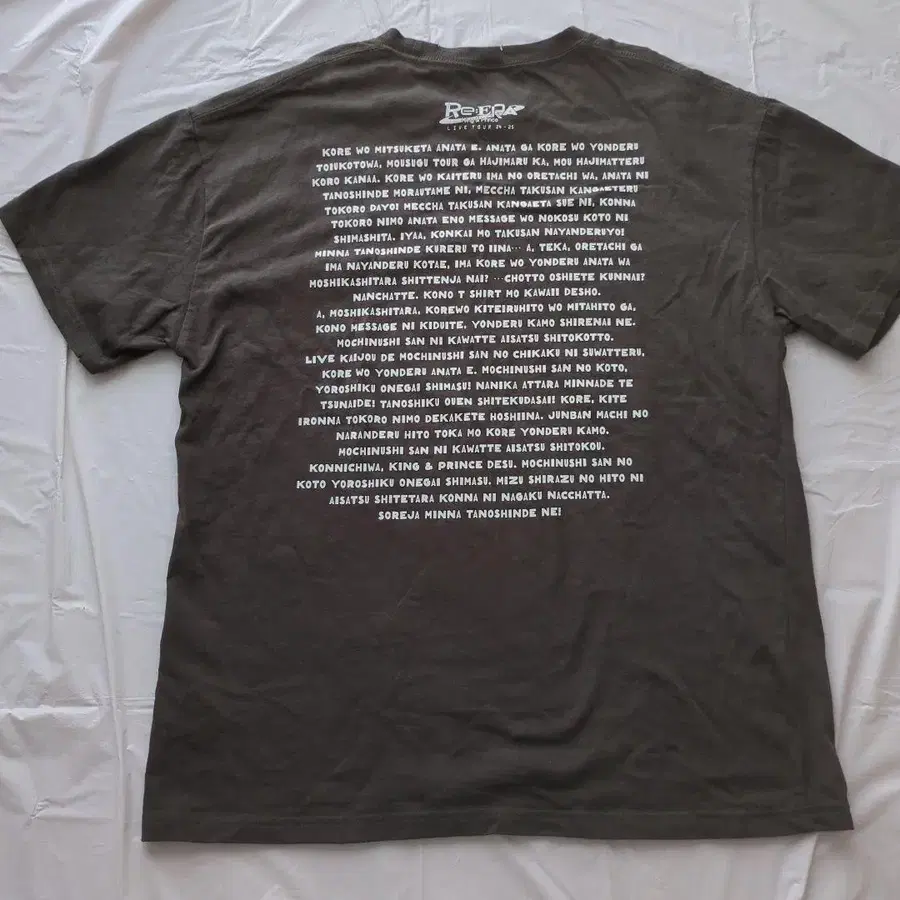 Re:ERA
King & Prince
LIVE TOUR 24-25
KORE WO MITSUKETA ANATA E. ANATA GA KORE WO YONDERU
TOIUKOTOWA, MOUSUGU TOUR GA HAJIMARU KA, MOU HAJIMATTERU
KORO KANAA. KORE WO KAITERU IMA NO ORETACHI WA, ANATA NI
TANOSHINDE MORAUTAME NI, MECCHA TAKUSAN KANGAETERU
TOKORO DAYO! MECCHA TAKUSAN KANGAETA SUE NI, KONNA
TOKORO NIMO ANATA ENO MESSAGE WO NOKOSU KOTO NI
SHIMASHITA. IYAA, KONKAI MO TAKUSAN NAYANDERUYO!
MINNA TANOSHINDE KURERU TO IINA… A, TEKA, ORETACHI GA
IMA NAYANDERU KOTAE, IMA KORE WO YONDERU ANATA WA
MOSHIKASHITARA SHITTENJA NAI? …CHOTTO OSHIETE KUNNAI?
NANCHATTE. KONO T SHIRT MO KAWAII DESHO.
A, MOSHIKASHITARA, KOREWO KITEIRUHITO WO MITAHITO GA,
KONO MESSAGE NI KIDUITE, YONDERU KAMO SHIRENAI NE.
MOCHINUSHI SAN NI KAWATTE AISATSU SHITOKOTTO.
LIVE KAIJOU DE MOCHINUSHI SAN NO CHIKAKU NI SUWATTERU,
KORE WO YONDERU ANATA E. MOCHINUSHI SAN NO KOTO,
YOROSHIKU ONEGAI SHIMASU! NANIKA ATTARA MINNADE TE
TSUNAIDE! TANOSHIKU OUEN SHITEKUDASAI! KORE, KITE
IRONNA TOKORO NIMO DEKAKETE HOSHIINA. JUNBAN MACHI NO
NARANDERU HITO TOKA MO KORE YONDERU KAMO.
MOCHINUSHI SAN NI KAWATTE AISATSU SHITOKOU.
KONNICHIWA, KING & PRINCE DESU. MOCHINUSHI SAN NO
KOTO YOROSHIKU ONEGAI SHIMASU. MIZU SHIRAZU NO HITO NI
AISATSU SHITETARA KONNA NI NAGAKU NACCHATTA.
SOREJA MINNA TANOSHINDE NE!